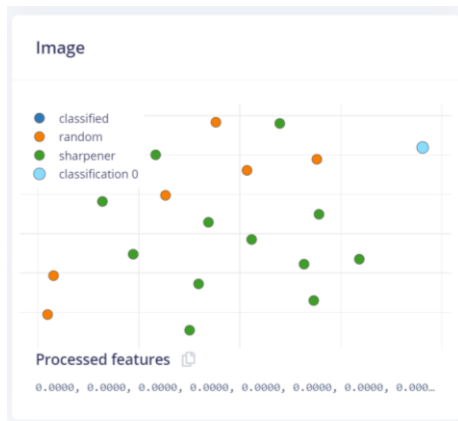 Image
classified
random
sharpener
classification 0
Processed features
0.0000, 0.0000, 0.0000, 0.0000, 0.0000, 0.0000, 0.0000, 0.000…